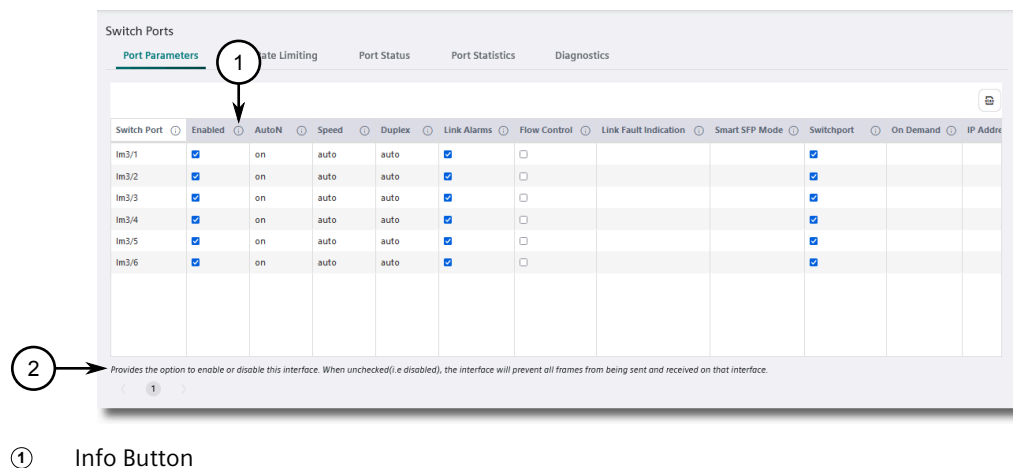 Switch Ports
Port Parameters ate Limiting Port Status Port Statistics Diagnostics
1
Switch Port Enabled AutoN Speed Duplex Link Alarms Flow Control Link Fault Indication Smart SFP Mode Switchport On Demand IP Addre
lm3/1 on auto auto
lm3/2 on auto auto
lm3/3 on auto auto
lm3/4 on auto auto
lm3/5 on auto auto
lm3/6 on auto auto
2 Provides the option to enable or disable this interface. When unchecked(i.e disabled), the interface will prevent all frames from being sent and received on that interface.
1
1 Info Button